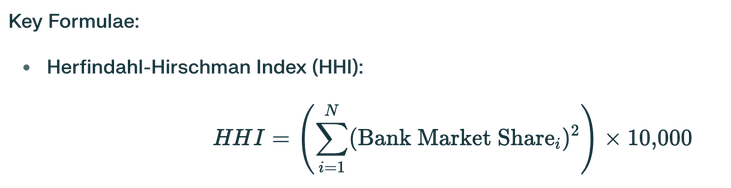 Key Formulae:
• Herfindahl-Hirschman Index (HHI):
HHI = (∑_{i=1}^{N} (Bank Market Share_i)^2) × 10,000